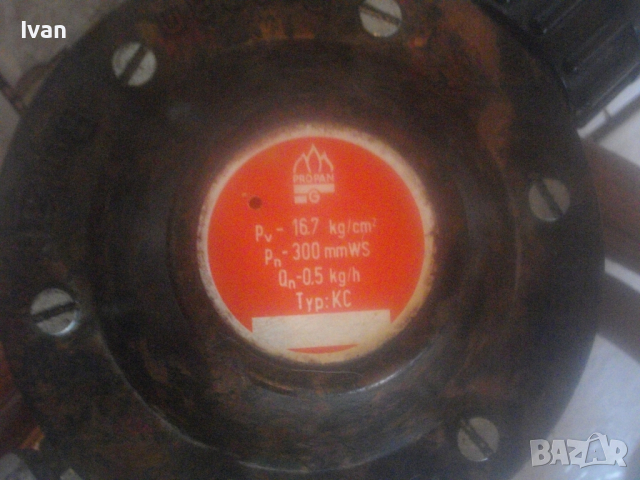 Ivan
PROPAN
G
Pv - 16.7 kg/cm²
Pn - 300 mmWS
Qn - 0.5 kg/h
Typ: KC
BAZAR